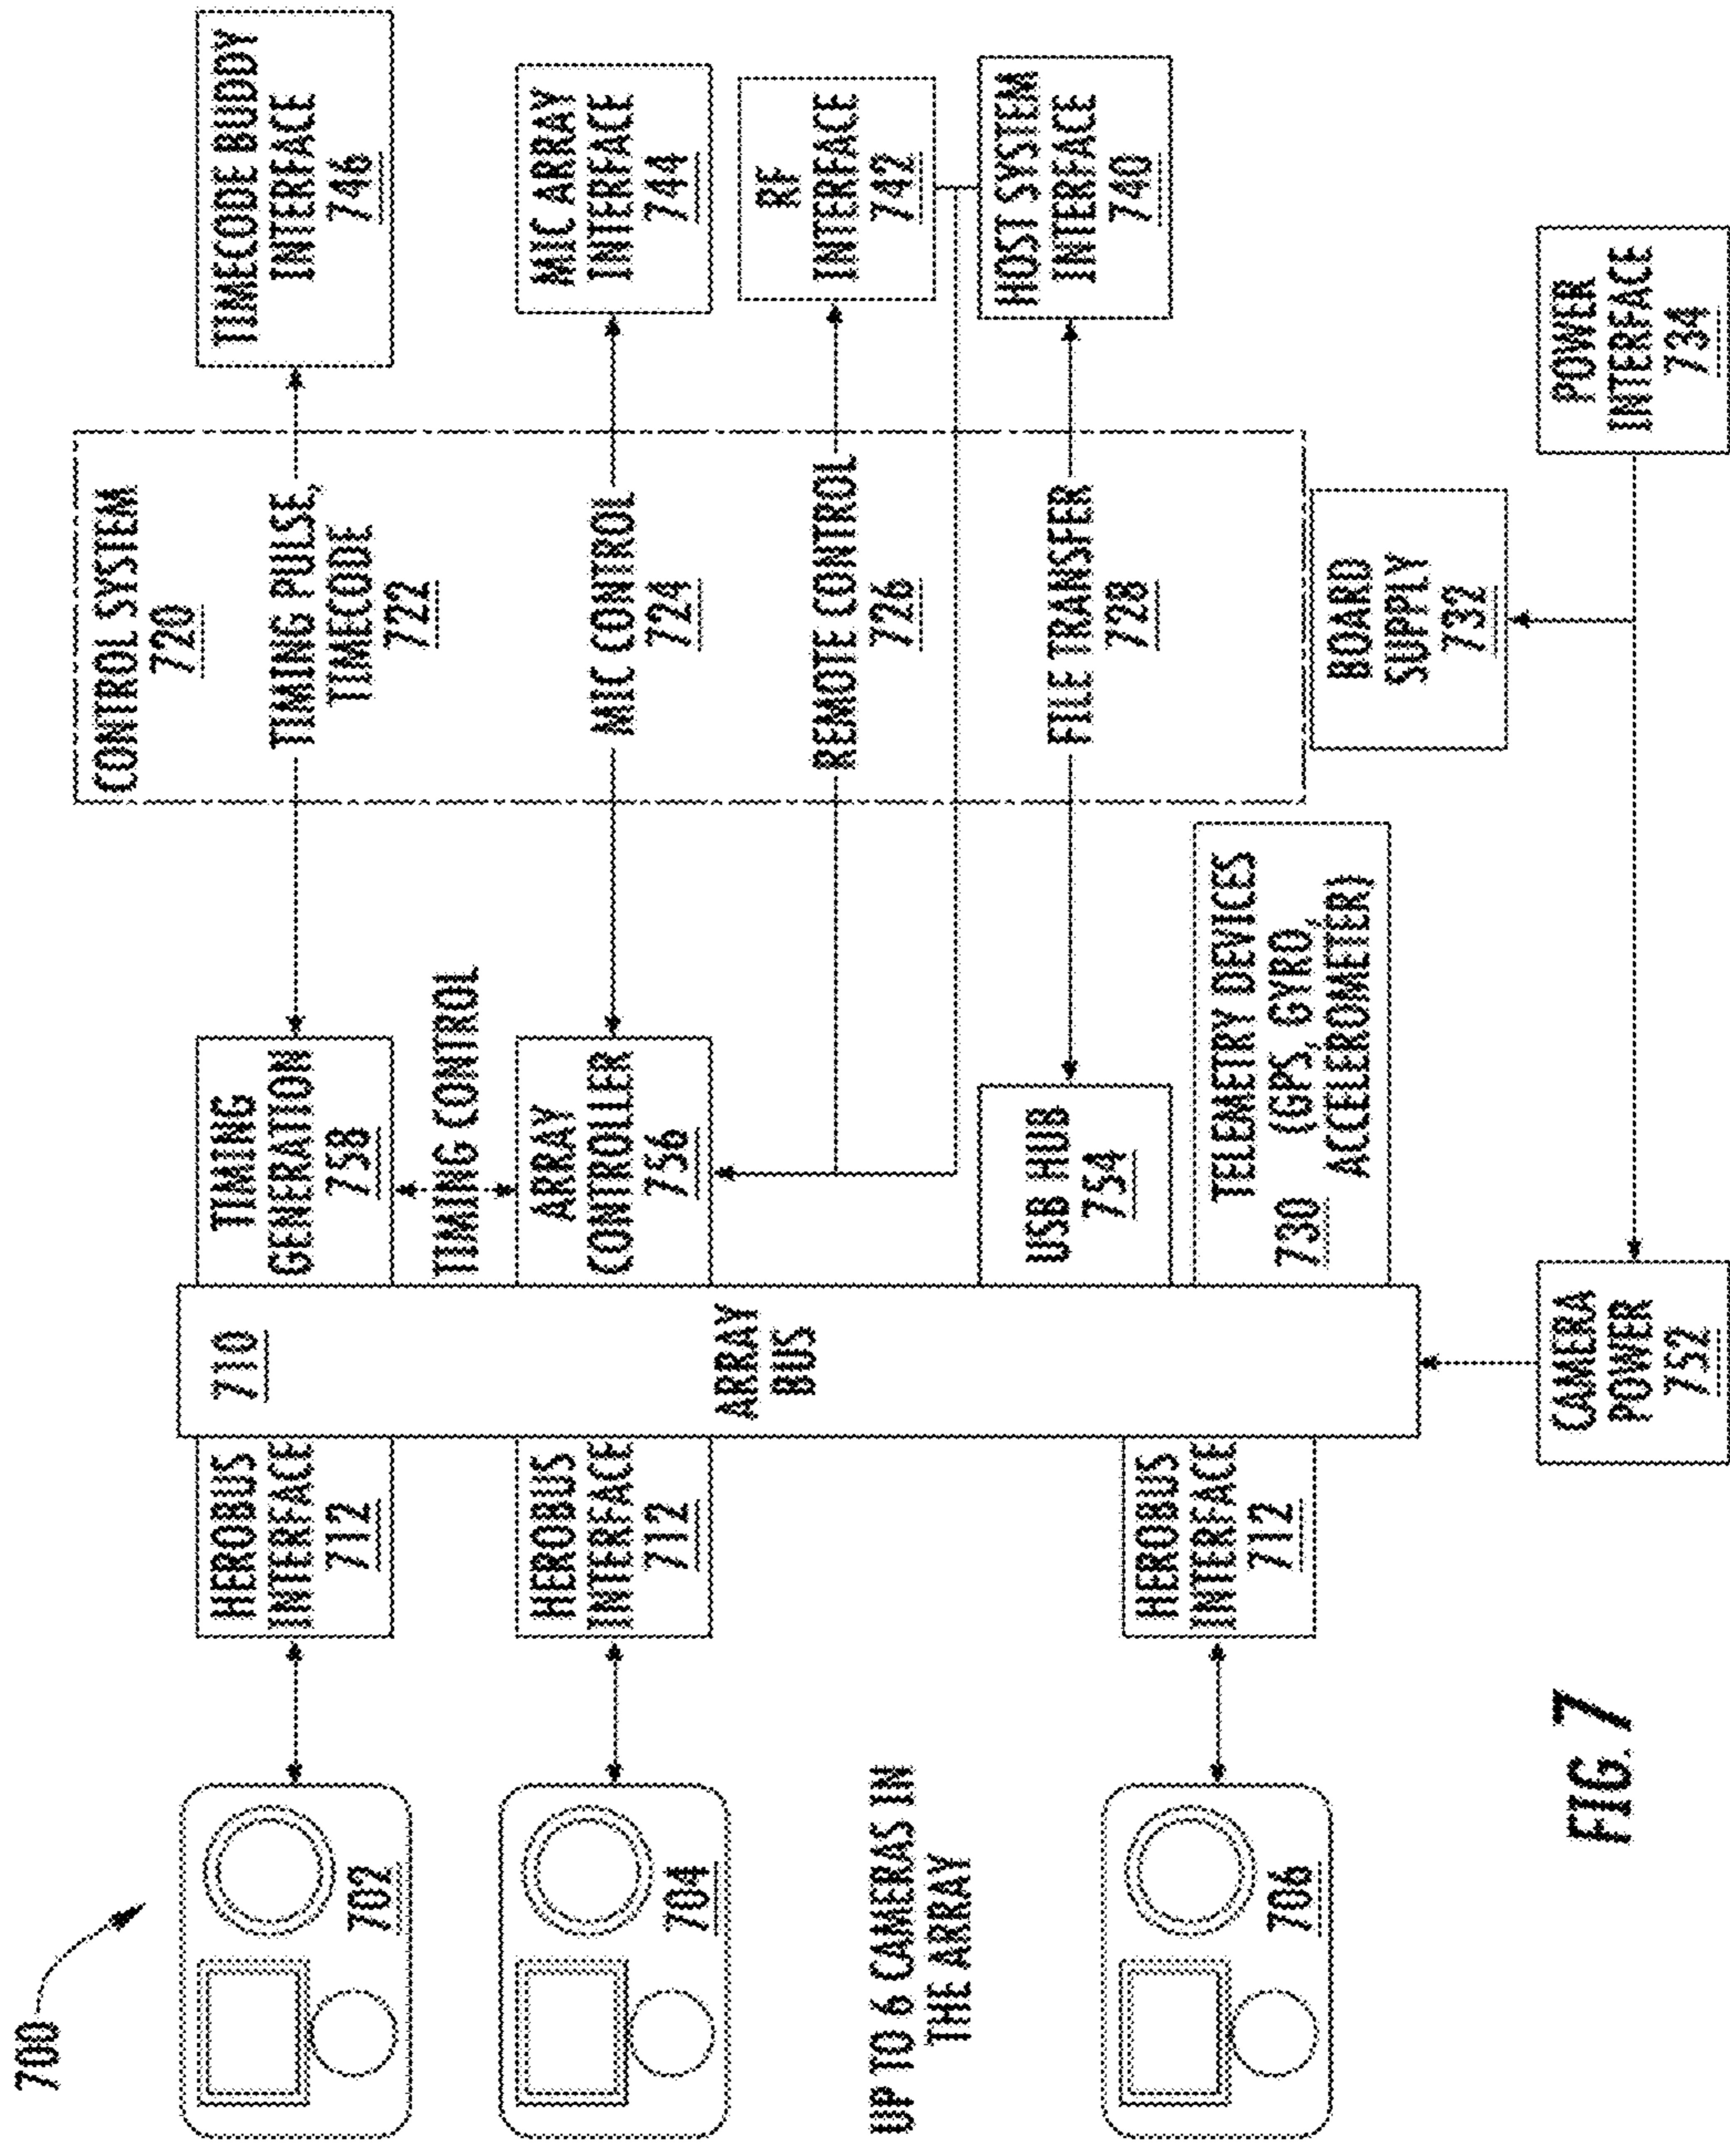 700
702
704
UP TO 6 CAMERAS IN
THE ARRAY
706
HEROBUS
INTERFACE
712
HEROBUS
INTERFACE
712
HEROBUS
INTERFACE
712
710
ARRAY
BUS
TIMING
GENERATION
758
TIMING CONTROL
ARRAY
CONTROLLER
756
USB HUB
754
TELEMETRY DEVICES
730 (GPS, GYRO,
ACCELEROMETER)
CAMERA
POWER
752
CONTROL SYSTEM
720
TIMING PULSE,
TIMECODE
722
MIC CONTROL
724
REMOTE CONTROL
726
FILE TRANSFER
728
BOARD
SUPPLY
732
TIMECODE BUDDY
INTERFACE
746
MIC ARRAY
INTERFACE
744
RF
INTERFACE
742
HOST SYSTEM
INTERFACE
740
POWER
INTERFACE
734
FIG. 7